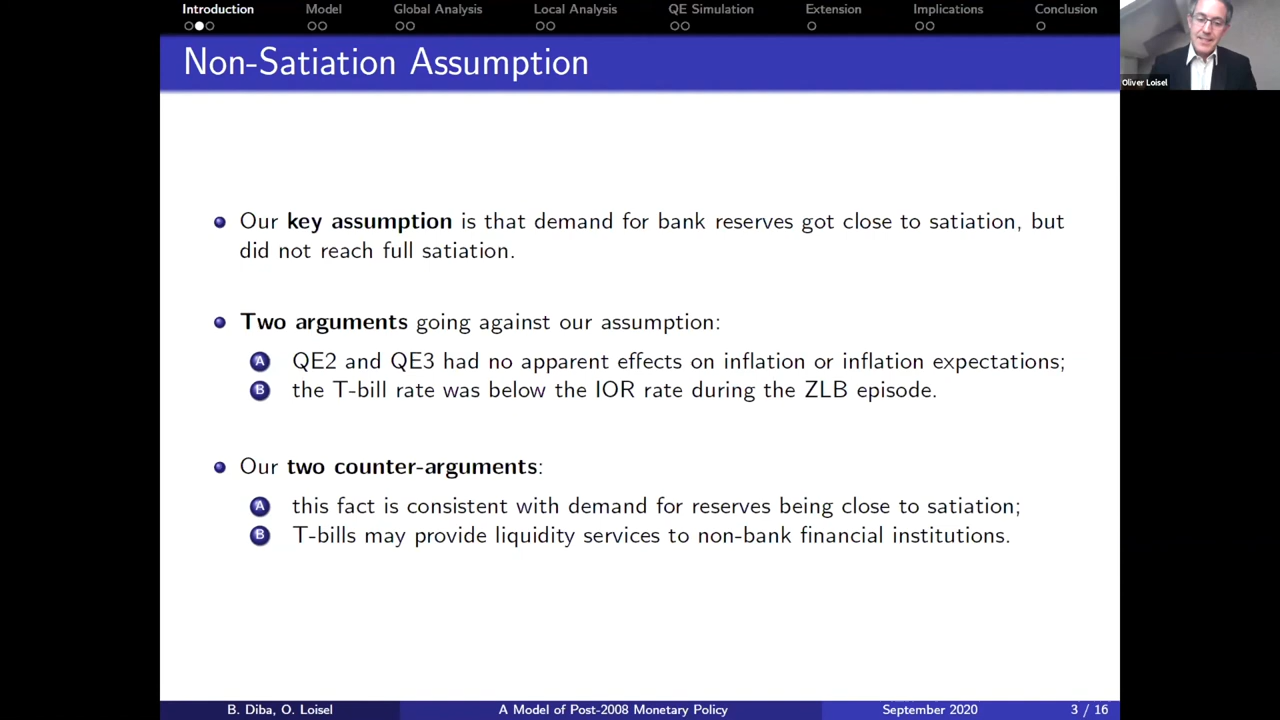 Introduction Model Global Analysis Local Analysis QE Simulation Extension Implications Conclusion
Non-Satiation Assumption
Oliver Loisel
Our key assumption is that demand for bank reserves got close to satiation, but
did not reach full satiation.
Two arguments going against our assumption:
A QE2 and QE3 had no apparent effects on inflation or inflation expectations;
B the T-bill rate was below the IOR rate during the ZLB episode.
Our two counter-arguments:
A this fact is consistent with demand for reserves being close to satiation;
B T-bills may provide liquidity services to non-bank financial institutions.
B. Diba, O. Loisel A Model of Post-2008 Monetary Policy September 2020 3 / 16